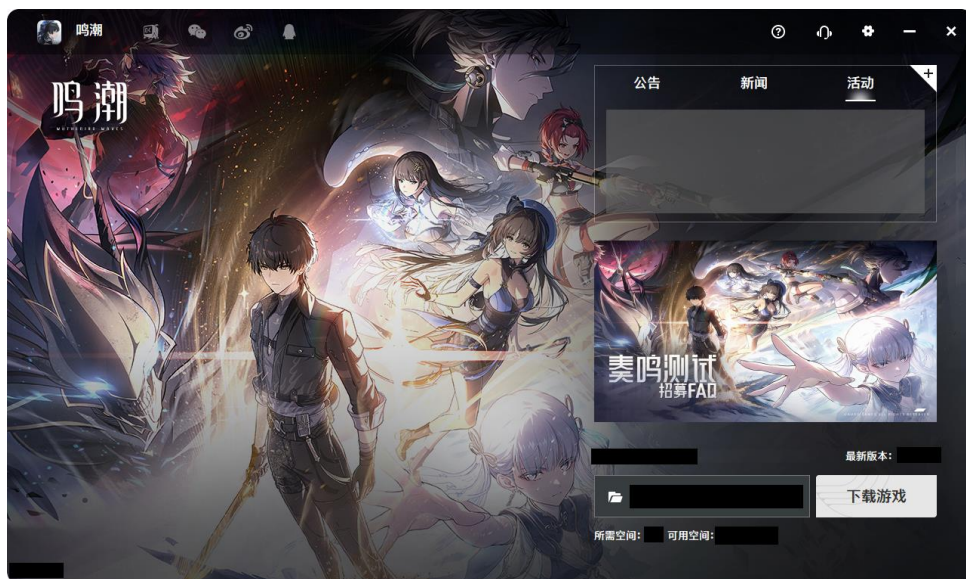 鸣潮
鸣潮
WUTHERING WAVES
公告 新闻 活动
奏鸣测试
招募FAQ
最新版本:
下载游戏
所需空间: 可用空间: